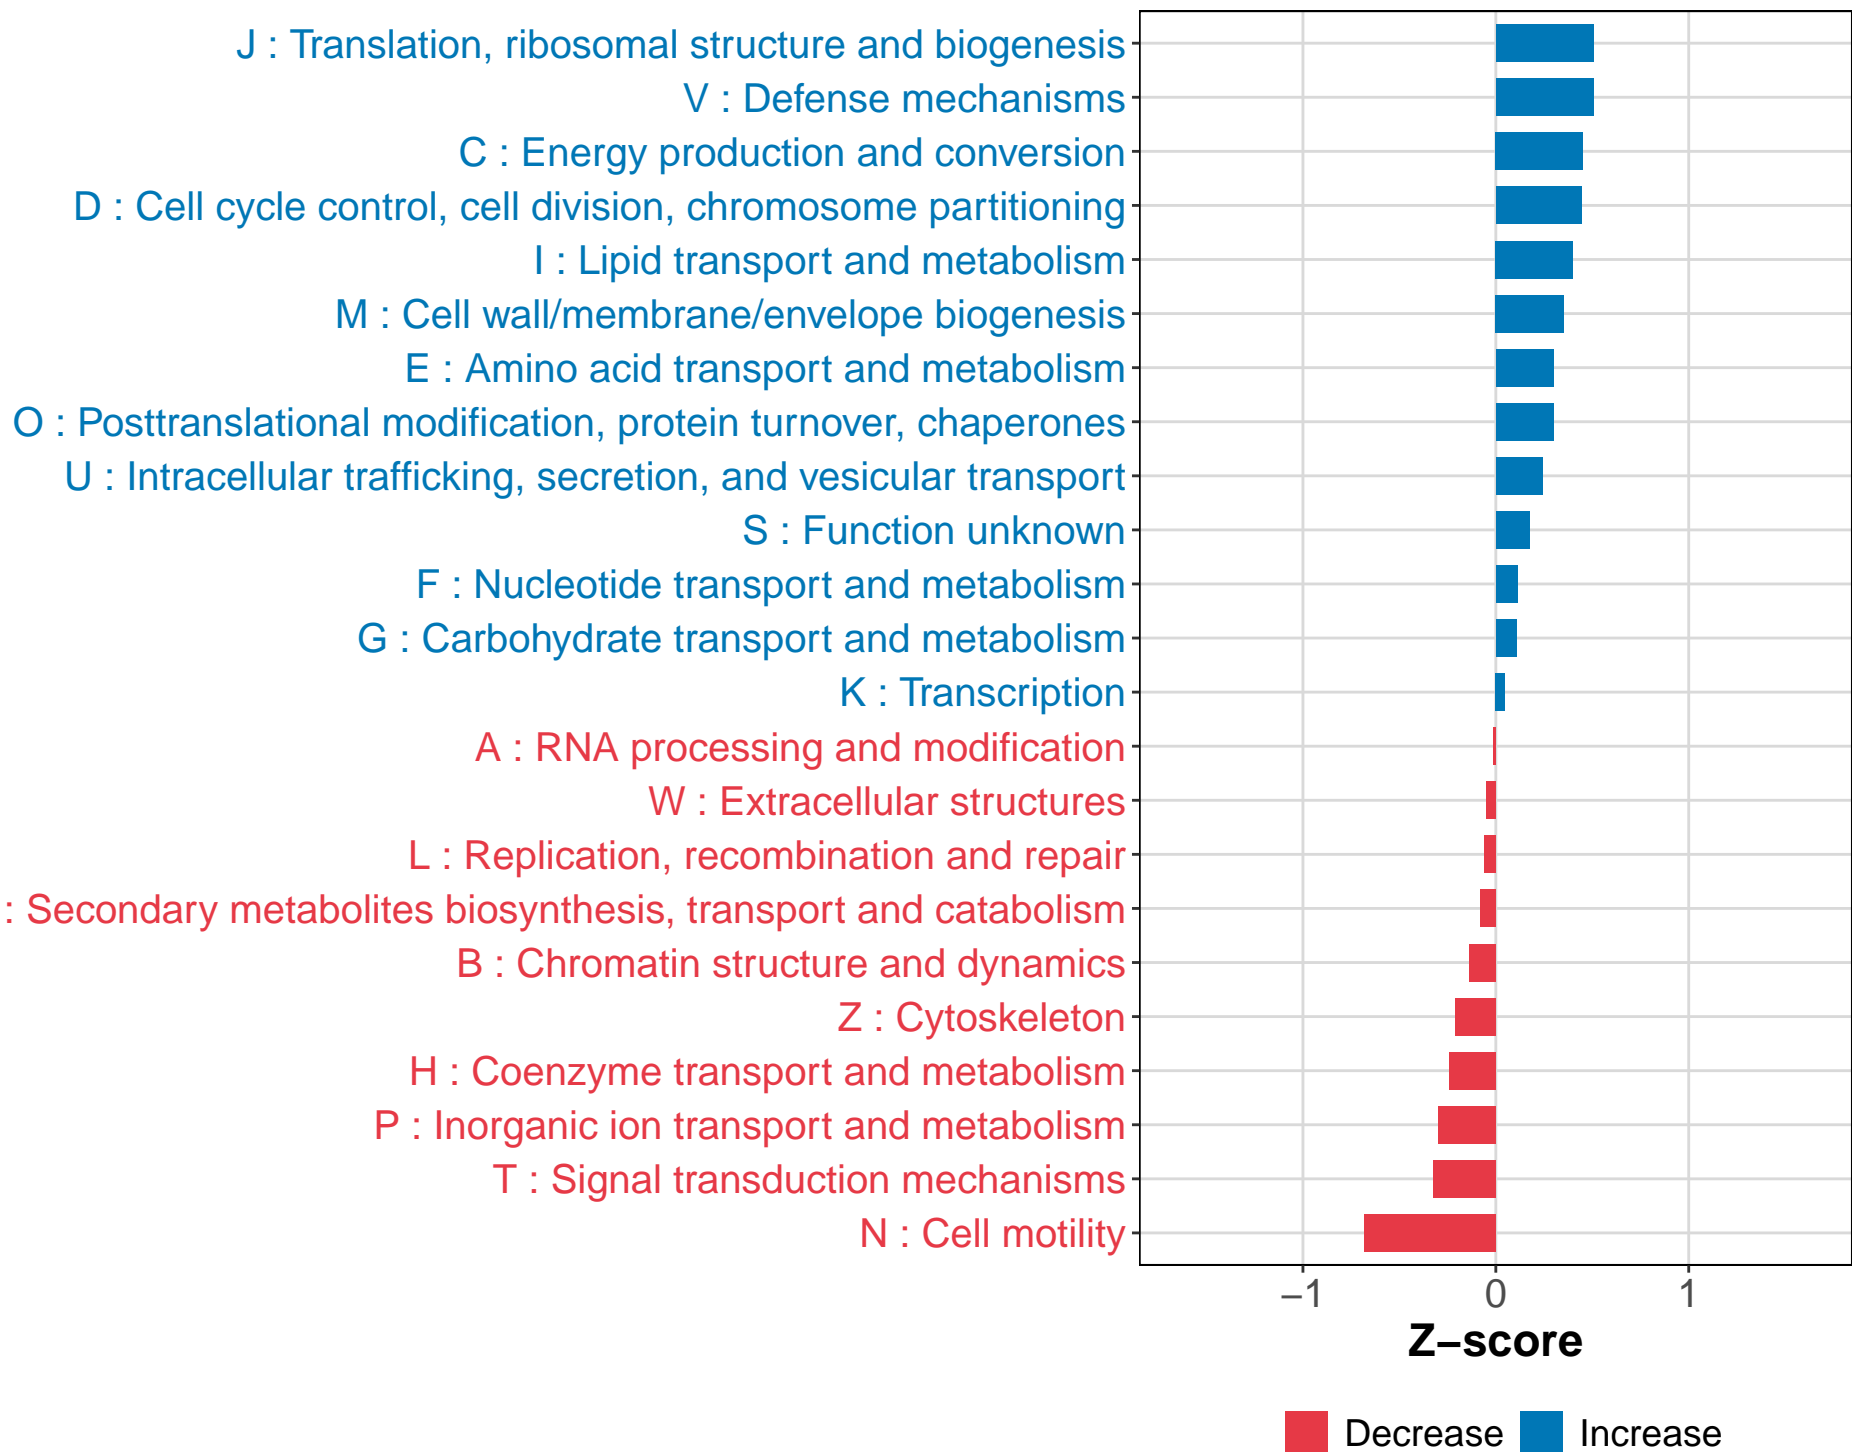 J : Translation, ribosomal structure and biogenesis
V : Defense mechanisms
C : Energy production and conversion
D : Cell cycle control, cell division, chromosome partitioning
I : Lipid transport and metabolism
M : Cell wall/membrane/envelope biogenesis
E : Amino acid transport and metabolism
O : Posttranslational modification, protein turnover, chaperones
U : Intracellular trafficking, secretion, and vesicular transport
S : Function unknown
F : Nucleotide transport and metabolism
G : Carbohydrate transport and metabolism
K : Transcription
A : RNA processing and modification
W : Extracellular structures
L : Replication, recombination and repair
: Secondary metabolites biosynthesis, transport and catabolism
B : Chromatin structure and dynamics
Z : Cytoskeleton
H : Coenzyme transport and metabolism
P : Inorganic ion transport and metabolism
T : Signal transduction mechanisms
N : Cell motility
−1 0 1
Z−score
Decrease Increase